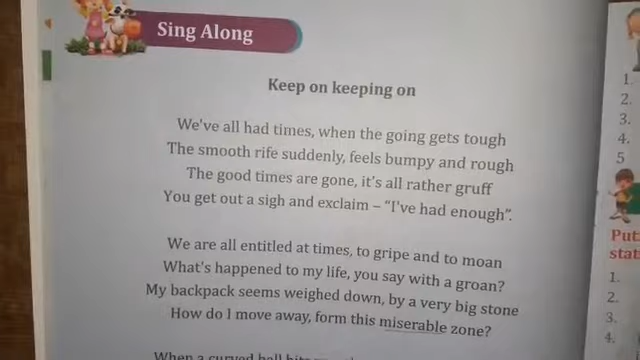 Sing Along
Keep on keeping on
We've all had times, when the going gets tough
The smooth rife suddenly, feels bumpy and rough
The good times are gone, it's all rather gruff
You get out a sigh and exclaim – "I've had enough".
We are all entitled at times, to gripe and to moan
What's happened to my life, you say with a groan?
My backpack seems weighed down, by a very big stone
How do I move away, form this miserable zone?
When a curved ball hits
1.
2.
3.
4.
5
Put
stat
1.
2.
3.
4.